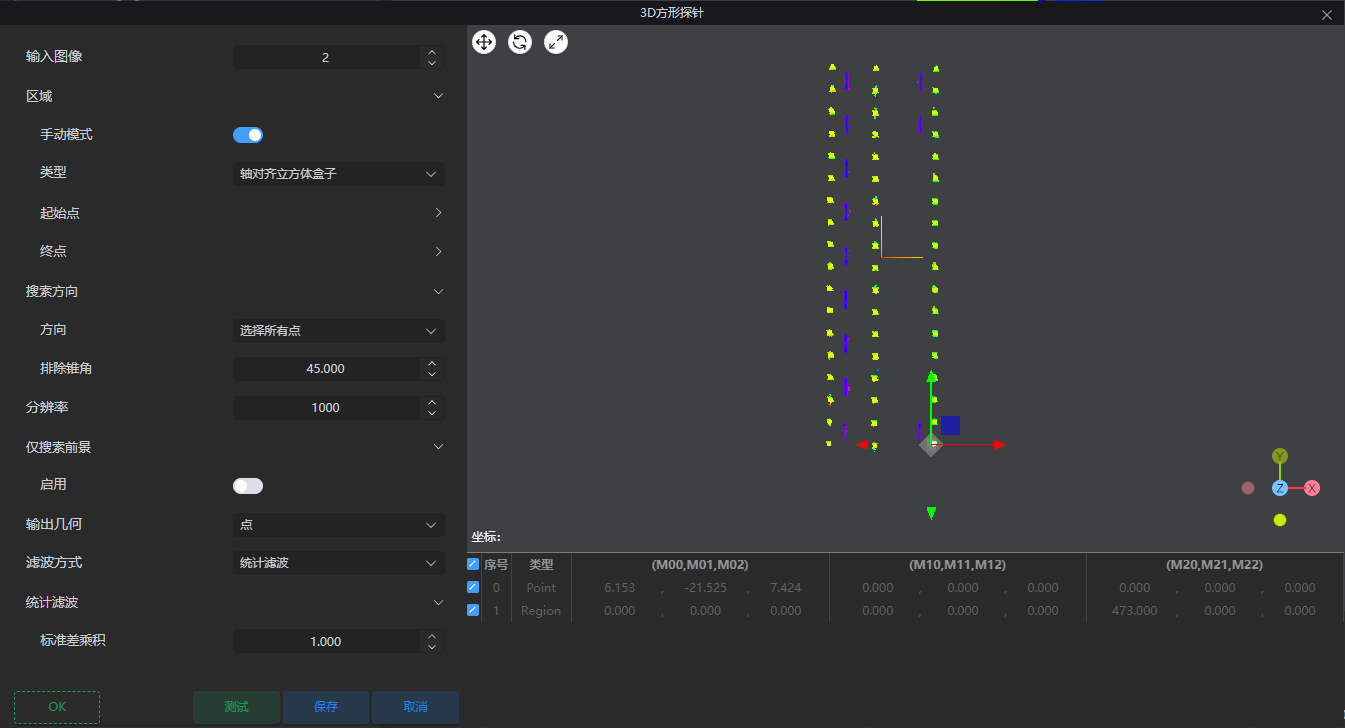 3D方形探针
输入图像 2
区域
手动模式
类型 轴对齐立方体盒子
起始点
终点
搜索方向
方向 选择所有点
排除锥角 45.000
分辨率 1000
仅搜索前景
启用
输出几何 点
滤波方式 统计滤波
统计滤波
标准差乘积 1.000
OK 测试 保存 取消
Y
Z X
坐标:
序号 类型 (M00,M01,M02) (M10,M11,M12) (M20,M21,M22)
0 Point 6.153 , -21.525 , 7.424 0.000 , 0.000 , 0.000 0.000 , 0.000 , 0.000
1 Region 0.000 , 0.000 , 0.000 0.000 , 0.000 , 0.000 473.000 , 0.000 , 0.000